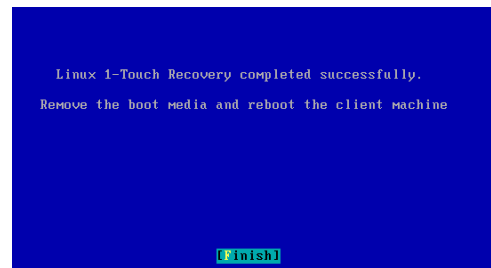 Linux 1-Touch Recovery completed successfully.
Remove the boot media and reboot the client machine
[Finish]